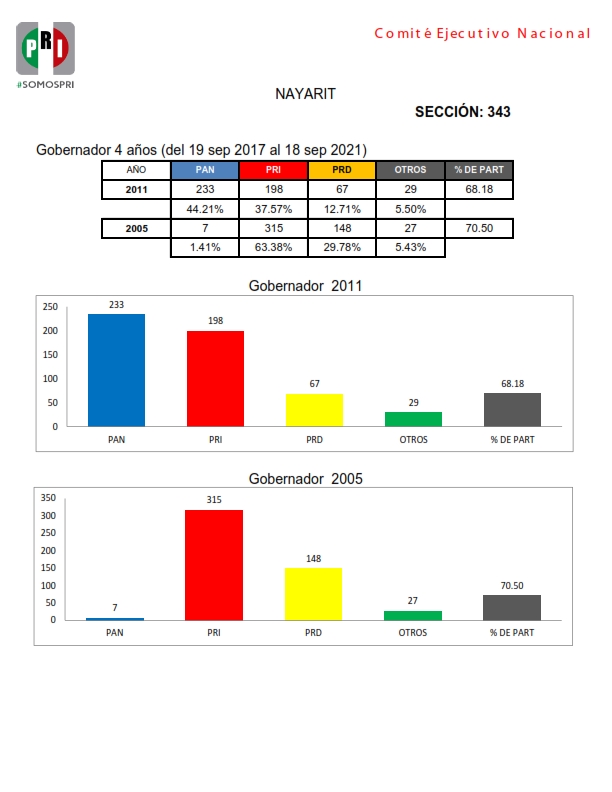 Comité Ejecutivo Nacional
PRI
#SOMOSPRI
NAYARIT
SECCIÓN: 343
Gobernador 4 años (del 19 sep 2017 al 18 sep 2021)
AÑO PAN PRI PRD OTROS % DE PART
2011 233 198 67 29 68.18
44.21% 37.57% 12.71% 5.50%
2005 7 315 148 27 70.50
1.41% 63.38% 29.78% 5.43%
Gobernador 2011
250
200
150
100
50
0
233
198
67
29
68.18
PAN PRI PRD OTROS % DE PART
Gobernador 2005
350
300
250
200
150
100
50
0
7
315
148
27
70.50
PAN PRI PRD OTROS % DE PART